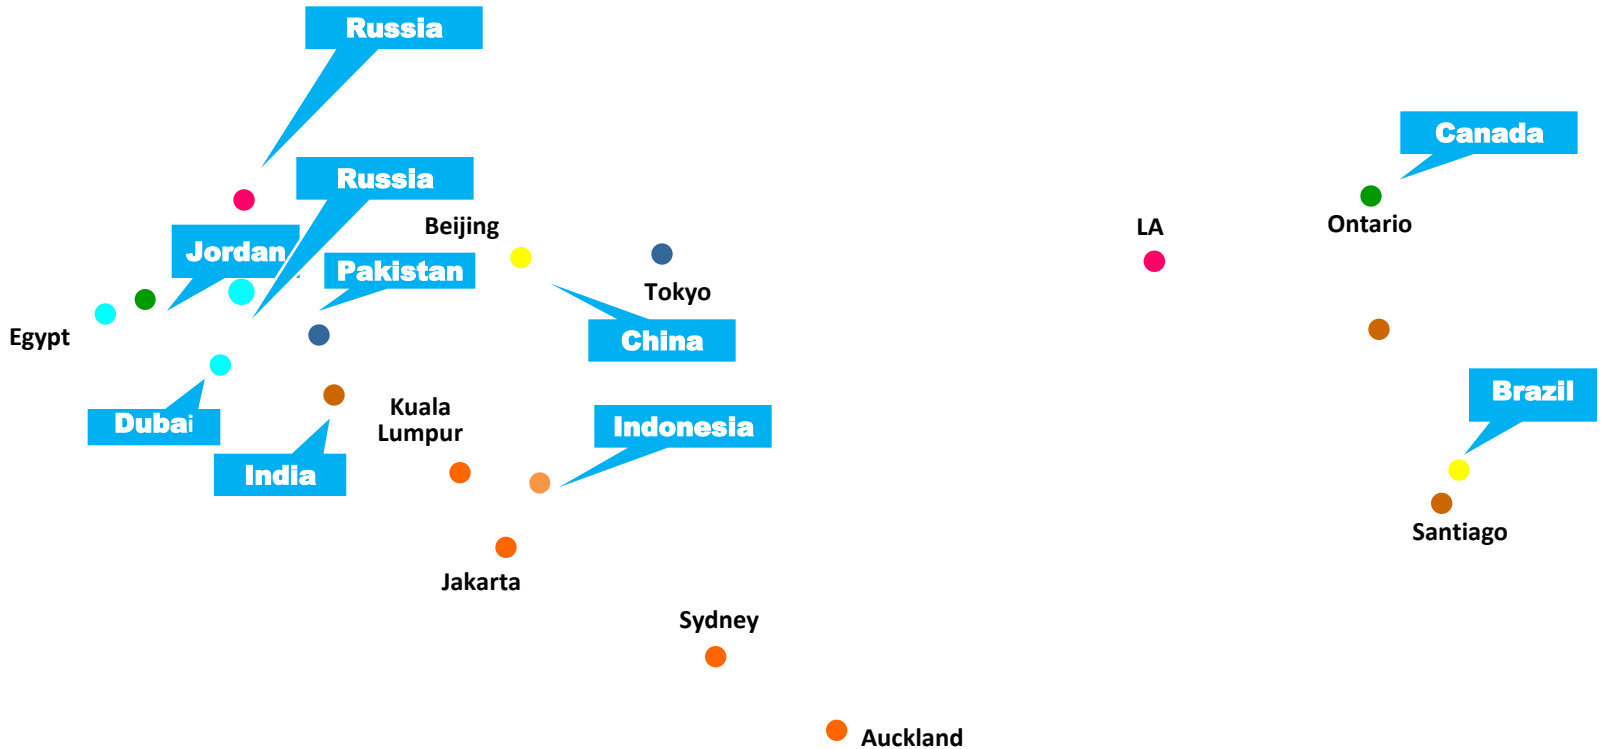 Russia
Canada
Russia
Beijing
LA
Ontario
Jordan
Pakistan
Tokyo
Egypt
China
Brazil
Dubai
Kuala
Lumpur
Indonesia
India
Santiago
Jakarta
Sydney
Auckland